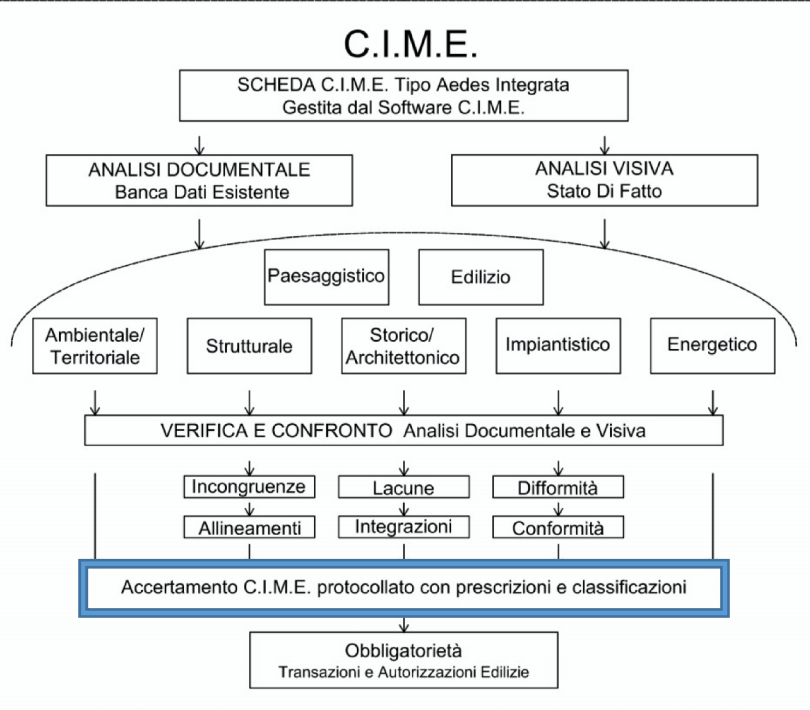 C.I.M.E.
SCHEDA C.I.M.E. Tipo Aedes Integrata
Gestita dal Software C.I.M.E.
ANALISI DOCUMENTALE
Banca Dati Esistente
ANALISI VISIVA
Stato Di Fatto
Paesaggistico
Edilizio
Ambientale/
Territoriale
Strutturale
Storico/
Architettonico
Impiantistico
Energetico
VERIFICA E CONFRONTO Analisi Documentale e Visiva
Incongruenze
Lacune
Difformità
Allineamenti
Integrazioni
Conformità
Accertamento C.I.M.E. protocollato con prescrizioni e classificazioni
Obbligatorietà
Transazioni e Autorizzazioni Edilizie